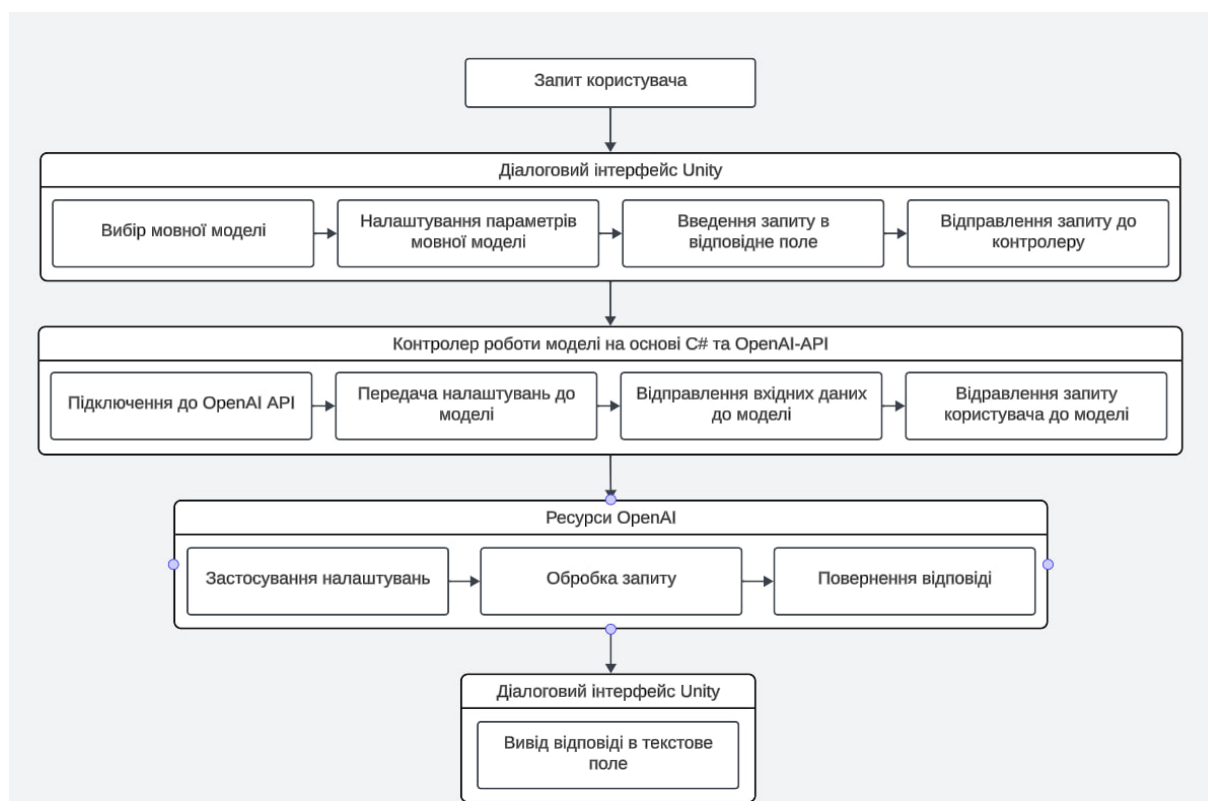 Запит користувача
Діалоговий інтерфейс Unity
Вибір мовної моделі
Налаштування параметрів
мовної моделі
Введення запиту в
відповідне поле
Відправлення запиту до
контролеру
Контролер роботи моделі на основі C# та OpenAI-API
Підключення до OpenAI API
Передача налаштувань до
моделі
Відправлення вхідних даних
до моделі
Відравлення запиту
користувача до моделі
Ресурси OpenAI
Застосування налаштувань
Обробка запиту
Повернення відповіді
Діалоговий інтерфейс Unity
Вивід відповіді в текстове
поле